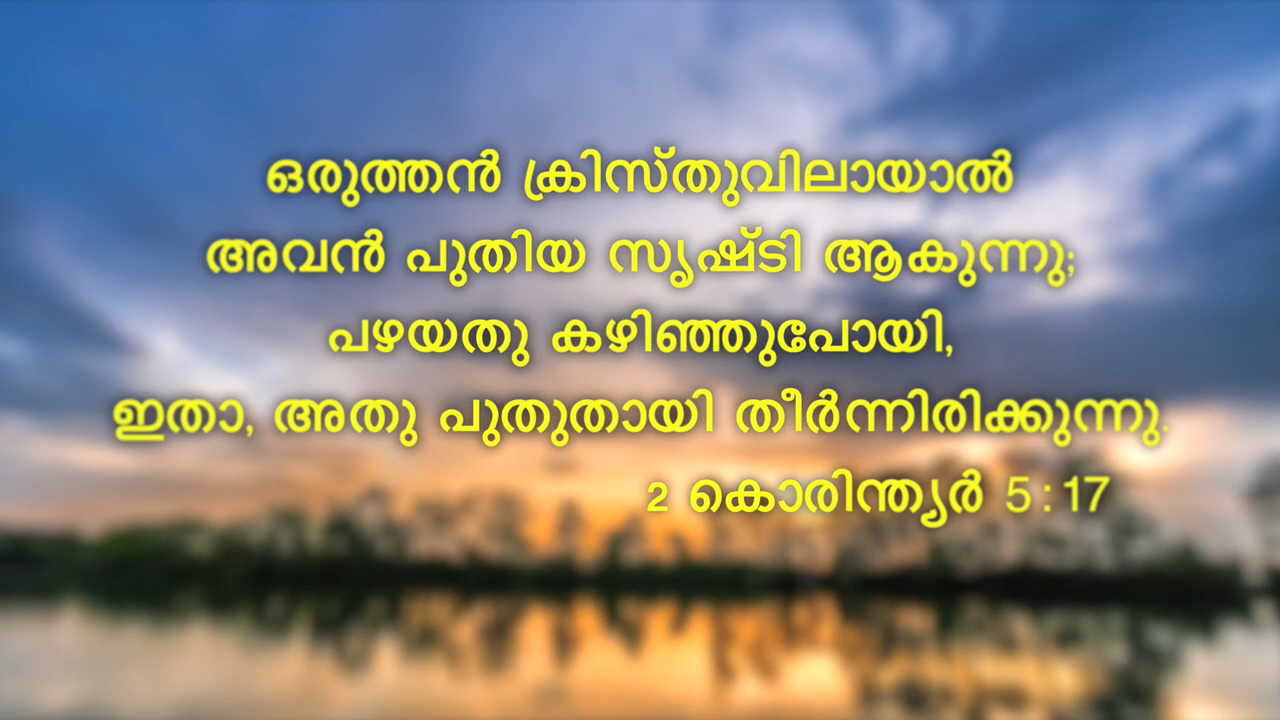 ഒരുത്തൻ ക്രിസ്തുവിലായാൽ
അവൻ പുതിയ സൃഷ്ടി ആകുന്നു;
പഴയതു കഴിഞ്ഞുപോയി,
ഇതാ, അതു പുതുതായി തീർന്നിരിക്കുന്നു.
2 കൊരിന്ത്യർ 5:17